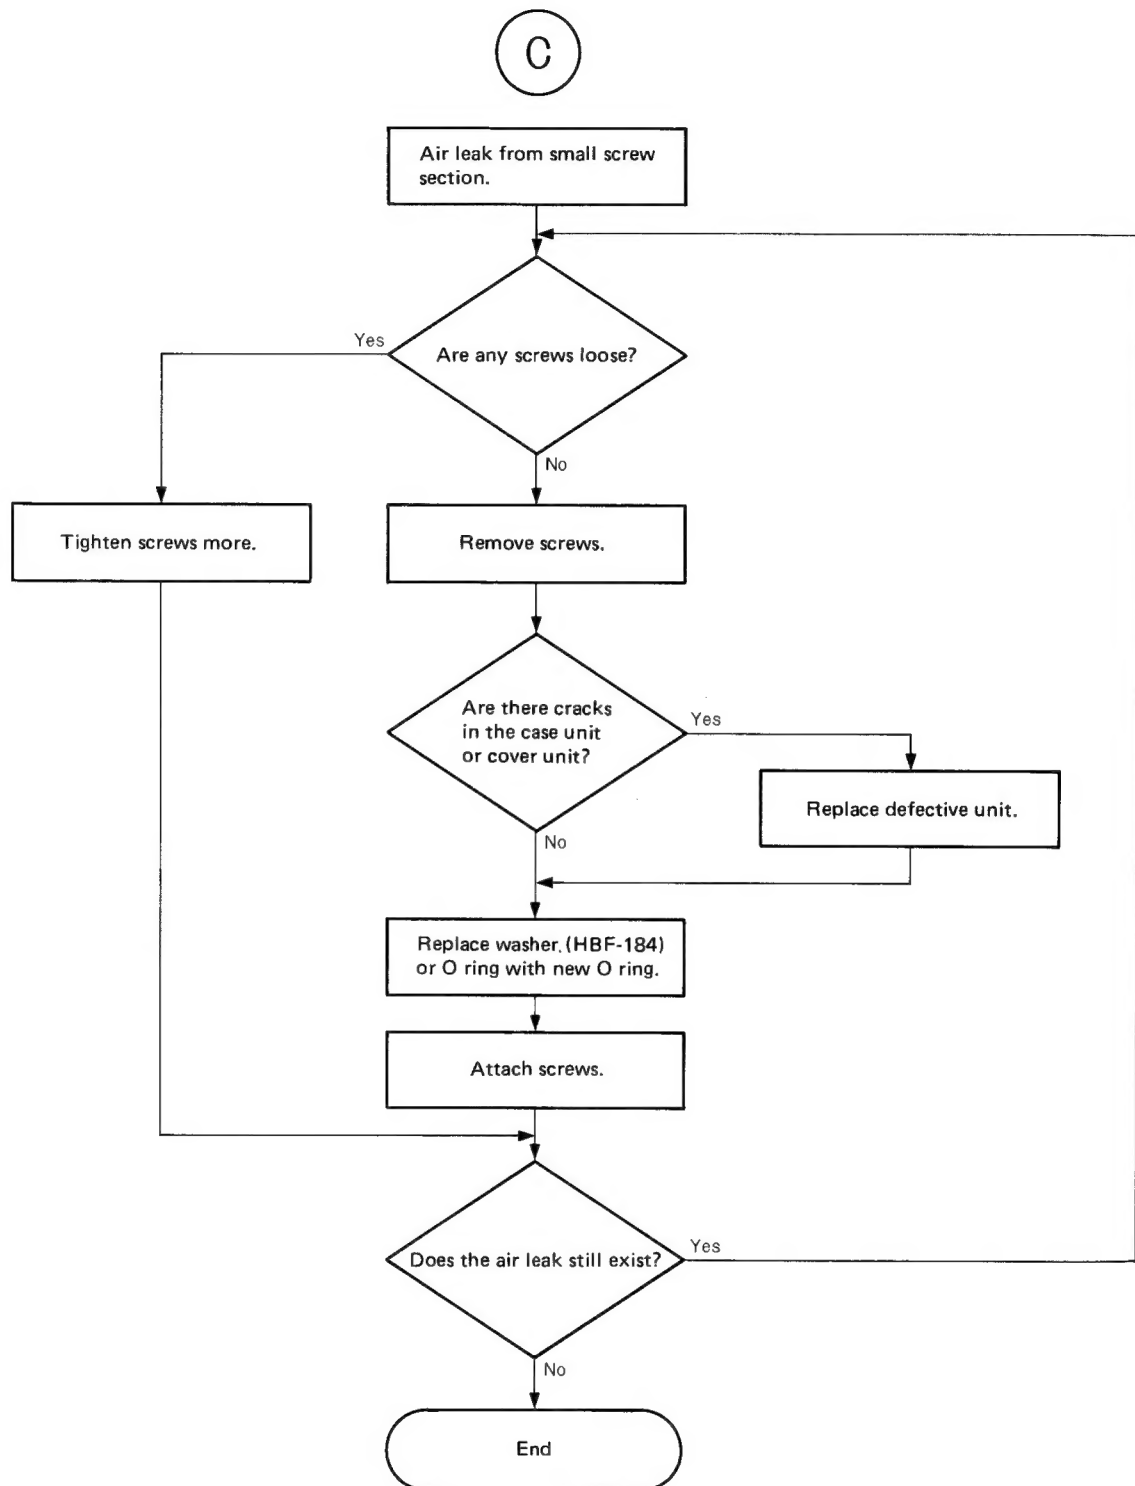 C
Air leak from small screw
section.
Yes
Are any screws loose?
No
Tighten screws more.
Remove screws.
Are there cracks
in the case unit
or cover unit?
Yes
Replace defective unit.
No
Replace washer. (HBF-184)
or O ring with new O ring.
Attach screws.
Does the air leak still exist?
Yes
No
End